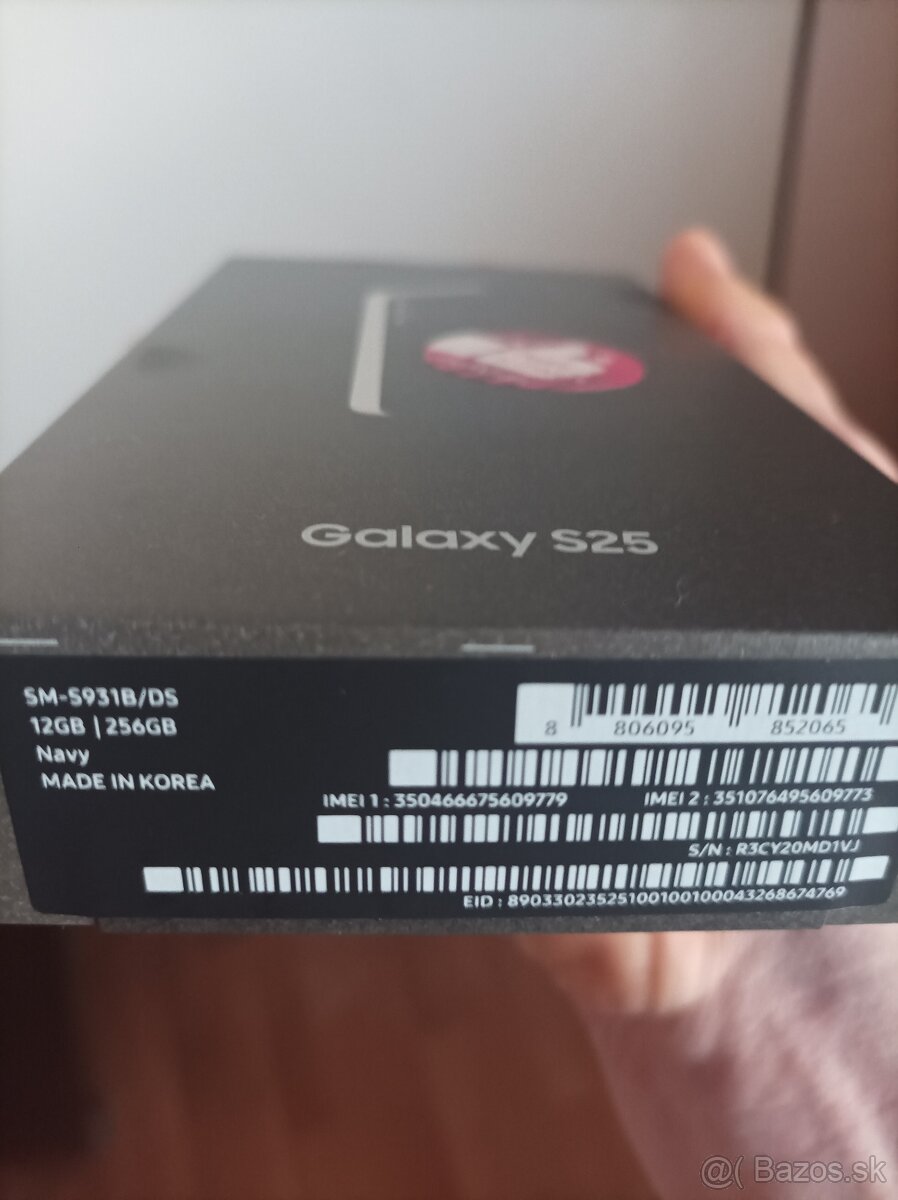 Galaxy S25
SM-S931B/DS
12GB | 256GB
Navy
MADE IN KOREA
8 806095 852065
IMEI 1 : 350466675609779
IMEI 2 : 351076495609773
S/N : R3CY20MD1VJ
EID : 89033023525100100100043268674769
@( Bazos.sk